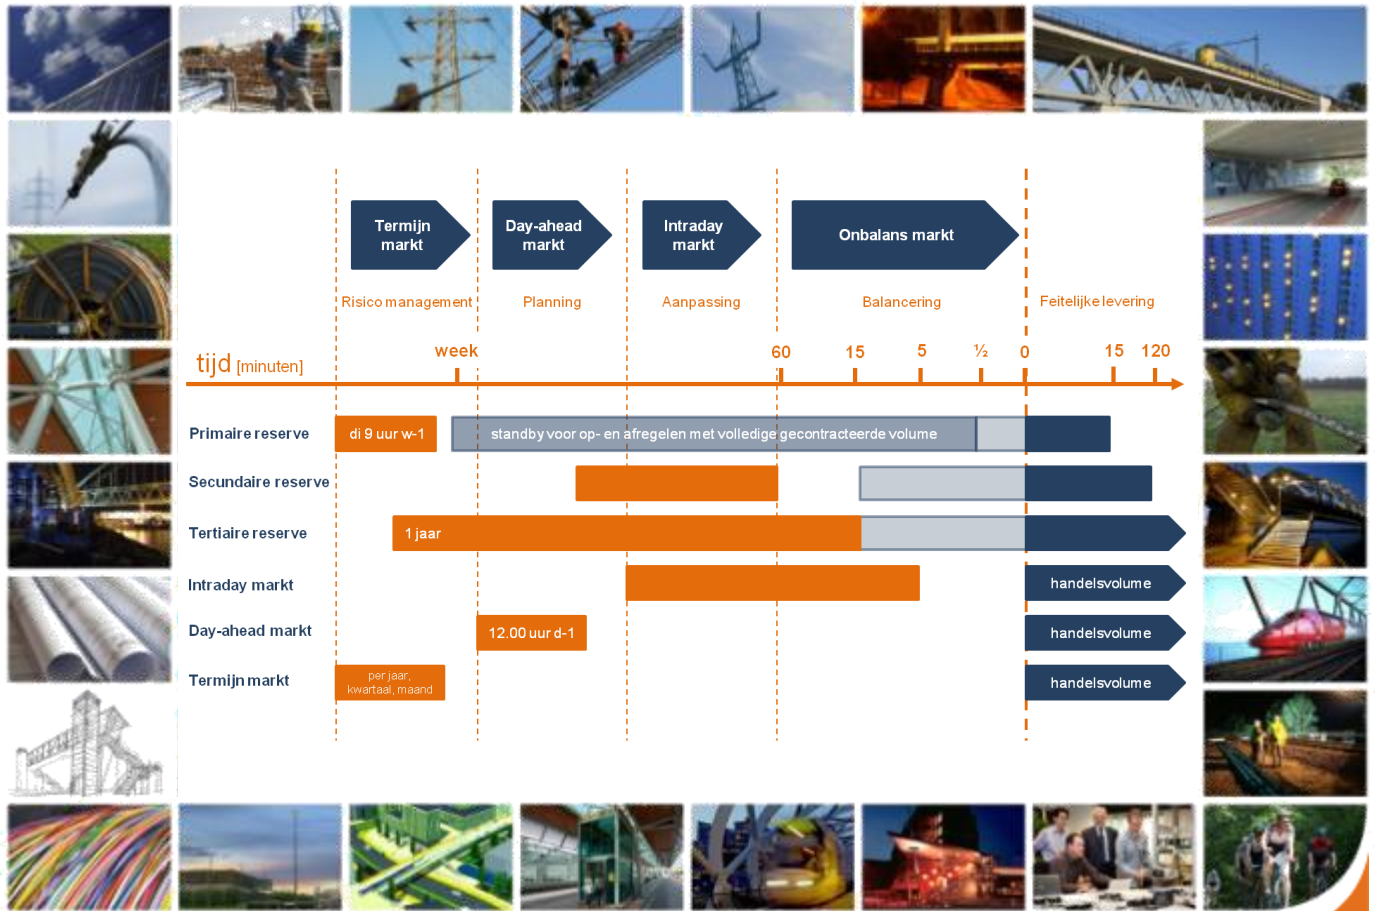 Termijn
markt
Day-ahead
markt
Intraday
markt
Onbalans markt
Risico management
Planning
Aanpassing
Balancering
Feitelijke levering
tijd [minuten]
week
60
15
5
½
0
15
120
Primaire reserve
di 9 uur w-1
standby voor op- en afregelen met volledige gecontracteerde volume
Secundaire reserve
Tertiaire reserve
1 jaar
Intraday markt
handelsvolume
Day-ahead markt
12.00 uur d-1
handelsvolume
Termijn markt
per jaar,
kwartaal, maand
handelsvolume